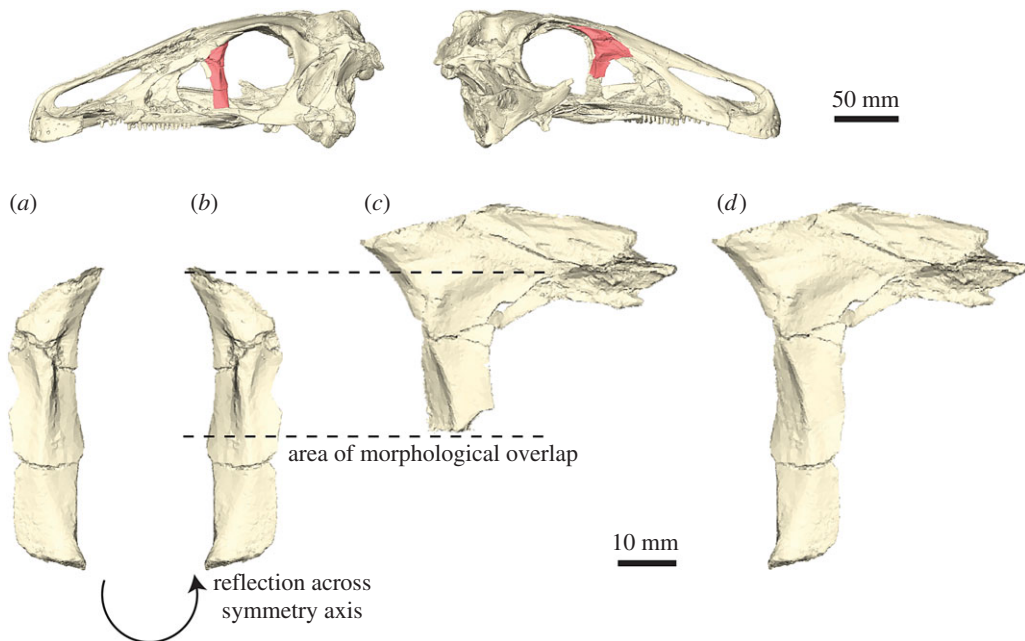 50 mm
(a)
(b)
(c)
(d)
area of morphological overlap
10 mm
reflection across
symmetry axis